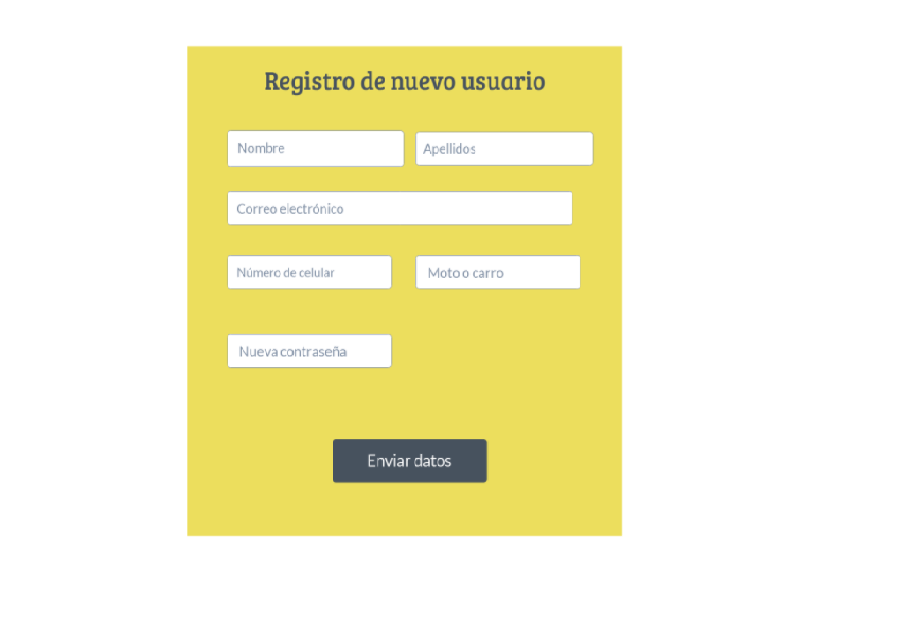 Registro de nuevo usuario
Nombre Apellidos
Correo electrónico
Número de celular Moto o carro
Nueva contraseña
Enviar datos